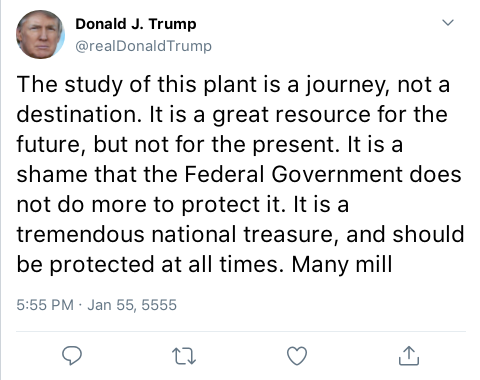 Donald J. Trump
@realDonaldTrump
The study of this plant is a journey, not a
destination. It is a great resource for the
future, but not for the present. It is a
shame that the Federal Government does
not do more to protect it. It is a
tremendous national treasure, and should
be protected at all times. Many mill
5:55 PM · Jan 55, 5555